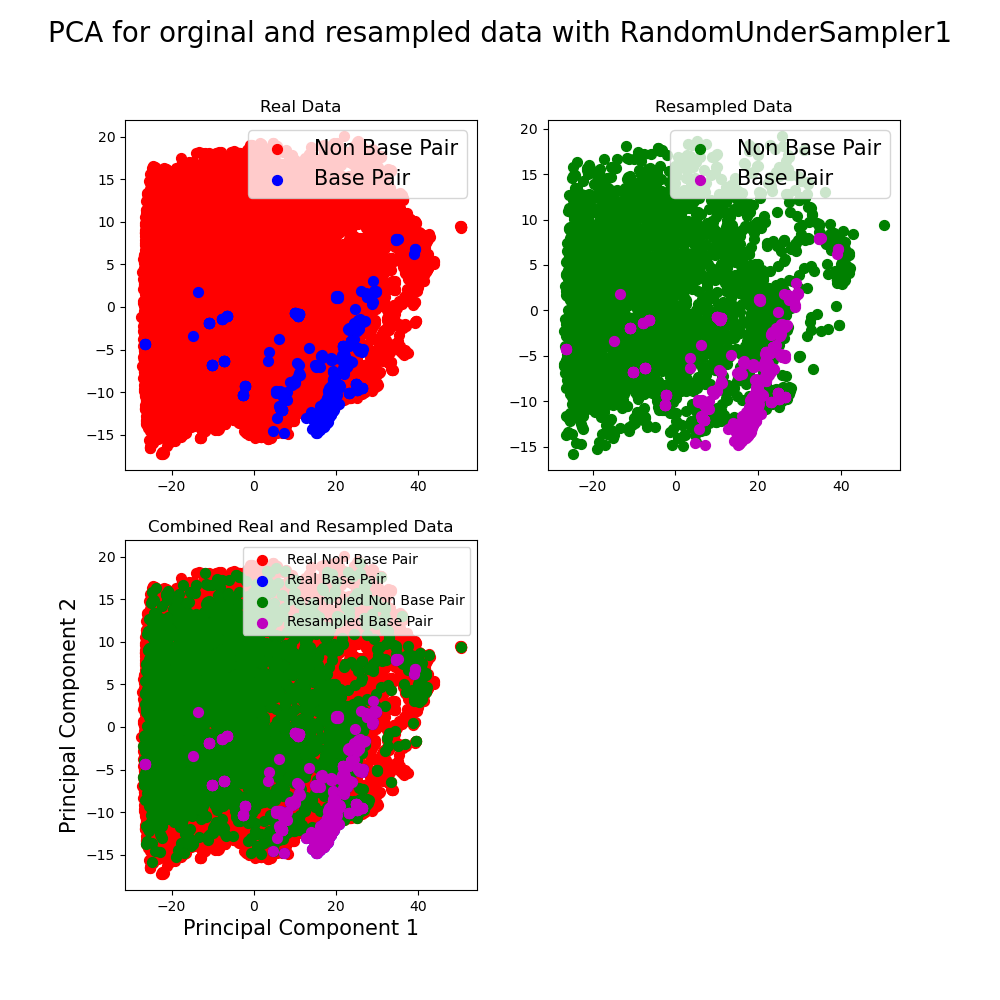 PCA for orginal and resampled data with RandomUnderSampler1
Real Data
Non Base Pair
Base Pair
20
15
10
5
0
−5
−10
−15
−20
0
20
40
Resampled Data
Non Base Pair
Base Pair
20
15
10
5
0
−5
−10
−15
−20
0
20
40
Combined Real and Resampled Data
Real Non Base Pair
Real Base Pair
Resampled Non Base Pair
Resampled Base Pair
Principal Component 2
20
15
10
5
0
−5
−10
−15
−20
0
20
40
Principal Component 1